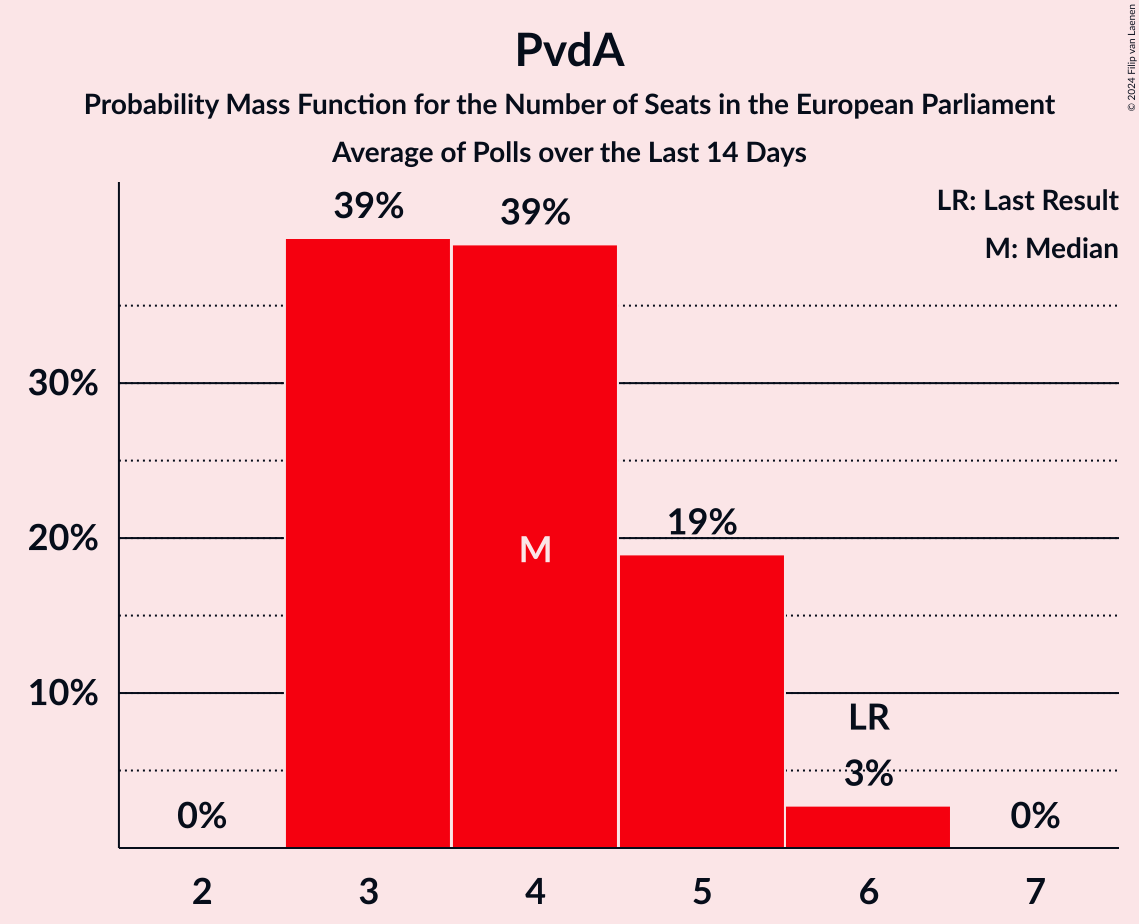 PvdA
Probability Mass Function for the Number of Seats in the European Parliament
Average of Polls over the Last 14 Days
© 2024 Filip van Laenen
LR: Last Result
M: Median
39%
39%
30%
20%
19%
M
10%
LR
3%
0%
0%
2 3 4 5 6 7